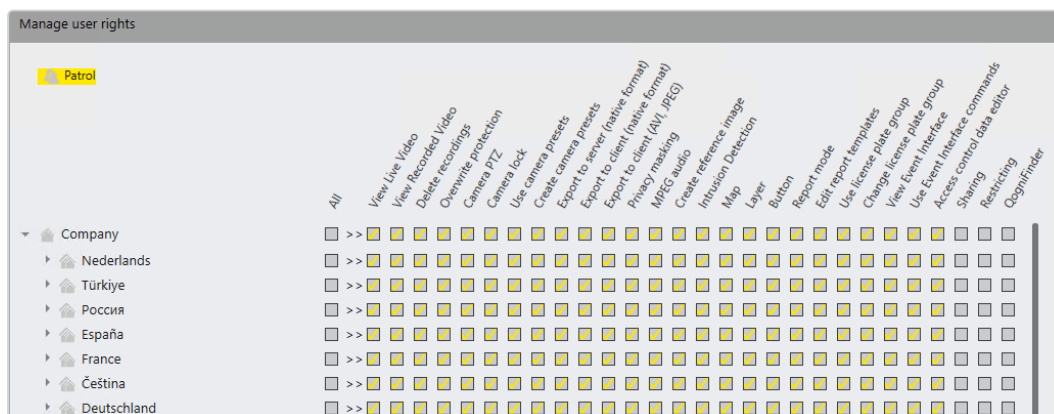 Manage user rights
Patrol
All
View Live Video
View Recorded Video
Delete recordings
Overwrite protection
Camera PTZ
Camera lock
Use camera presets
Create camera presets
Export to server (native format)
Export to client (native format)
Export to client (AVI, JPEG)
Privacy masking
MPEG audio
Create reference image
Intrusion Detection
Map
Layer
Button
Report mode
Edit report templates
Use license plate group
Change license plate group
View Event Interface
Use Event Interface commands
Access control data editor
Sharing
Restricting
QogniFinder
Company >>
Nederlands >>
Türkiye >>
Россия >>
España >>
France >>
Čeština >>
Deutschland >>